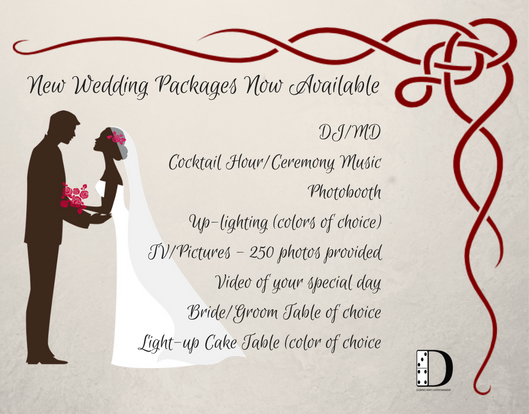 New Wedding Packages Now Available
DJ/MD
Cocktail Hour/Ceremony Music
Photobooth
Up-lighting (colors of choice)
TV/Pictures - 250 photos provided
Video of your special day
Bride/Groom Table of choice
Light-up Cake Table (color of choice
D